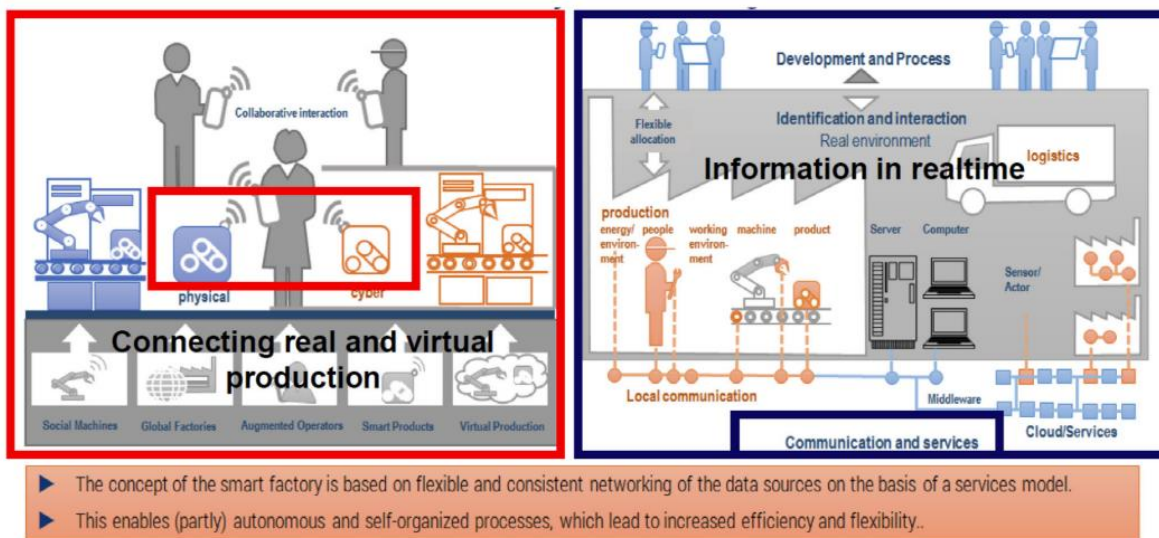 Collaborative interaction
physical
cyber
Connecting real and virtual
production
Social Machines
Global Factories
Augmented Operators
Smart Products
Virtual Production
Development and Process
Flexible
allocation
Identification and interaction
Real environment
Information in realtime
logistics
production
energy/
environ-
ment
people
working
environ-
ment
machine
product
Server
Computer
Sensor/
Actor
Local communication
Middleware
Cloud/Services
Communication and services
The concept of the smart factory is based on flexible and consistent networking of the data sources on the basis of a services model.
This enables (partly) autonomous and self-organized processes, which lead to increased efficiency and flexibility..